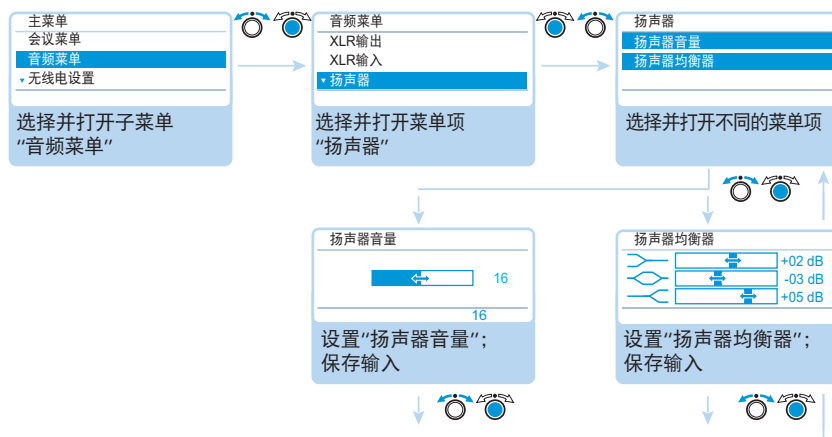 主菜单
会议菜单
音频菜单
无线电设置
选择并打开子菜单
“音频菜单”
音频菜单
XLR输出
XLR输入
扬声器
选择并打开菜单项
“扬声器”
扬声器
扬声器音量
扬声器均衡器
选择并打开不同的菜单项
扬声器音量
16
16
设置“扬声器音量”；
保存输入
扬声器均衡器
+02 dB
-03 dB
+05 dB
设置“扬声器均衡器”；
保存输入